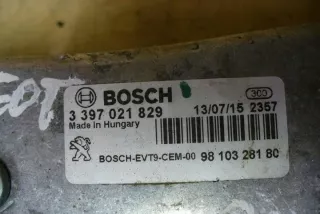 BOSCH
303
3 397 021 829 13/07/15 2357
Made in Hungary
BOSCH-EVT9-CEM-00 98 103 281 80